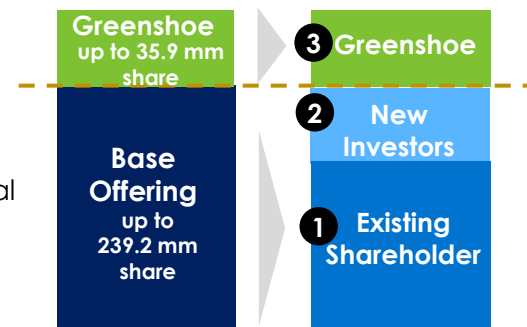 Greenshoe
up to 35.9 mm
share
3 Greenshoe
2 New
Investors
Base
Offering
up to
239.2 mm
share
al
1 Existing
Shareholder